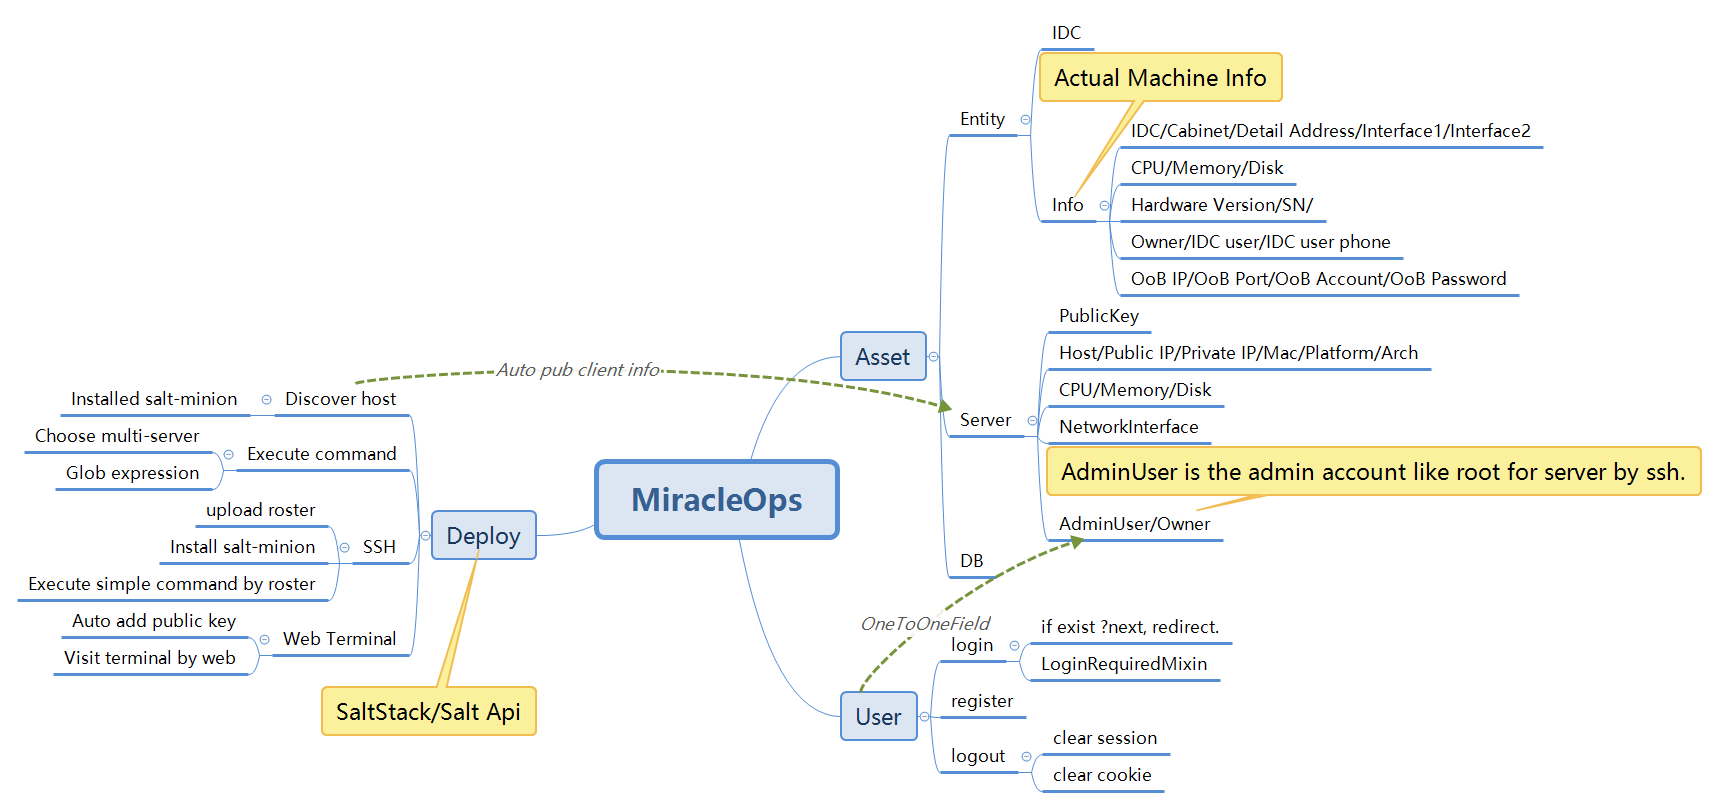 MiracleOps
Asset
Entity
IDC
Actual Machine Info
Info
IDC/Cabinet/Detail Address/Interface1/Interface2
CPU/Memory/Disk
Hardware Version/SN/
Owner/IDC user/IDC user phone
OoB IP/OoB Port/OoB Account/OoB Password
Server
PublicKey
Host/Public IP/Private IP/Mac/Platform/Arch
CPU/Memory/Disk
NetworkInterface
AdminUser is the admin account like root for server by ssh.
AdminUser/Owner
DB
User
login
if exist ?next, redirect.
LoginRequiredMixin
register
logout
clear session
clear cookie
OneToOneField
Auto pub client info
Deploy
SaltStack/Salt Api
Discover host
Installed salt-minion
Execute command
Choose multi-server
Glob expression
SSH
upload roster
Install salt-minion
Execute simple command by roster
Web Terminal
Auto add public key
Visit terminal by web